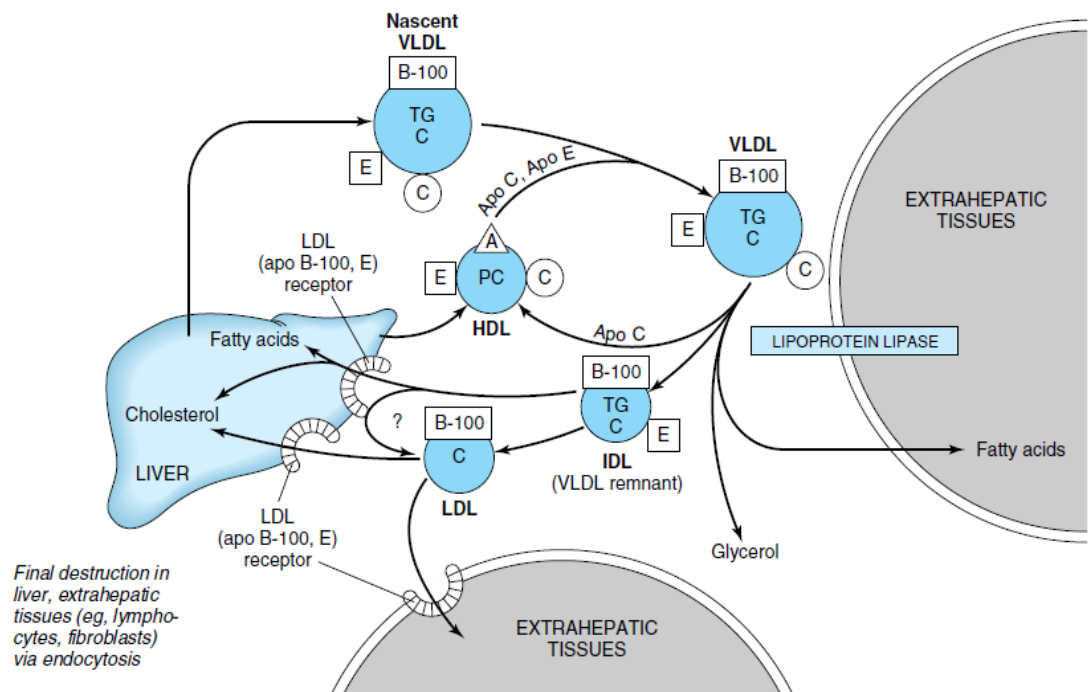 Nascent
VLDL
B-100
TG
C
E
C
Apo C, Apo E
VLDL
B-100
TG
C
E
C
EXTRAHEPATIC
TISSUES
LDL
(apo B-100, E)
receptor
A
E
PC
C
HDL
Apo C
LIPOPROTEIN LIPASE
Fatty acids
B-100
TG
C
E
IDL
(VLDL remnant)
Cholesterol
?
B-100
C
LDL
LIVER
Fatty acids
LDL
(apo B-100, E)
receptor
Glycerol
Final destruction in
liver, extrahepatic
tissues (eg, lympho-
cytes, fibroblasts)
via endocytosis
EXTRAHEPATIC
TISSUES